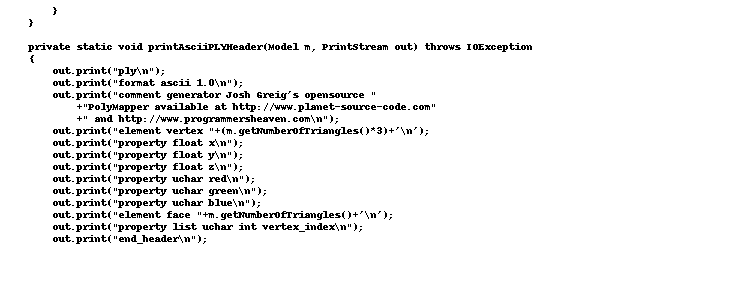 }
}
private static void printAsciiPLYHeader(Model m, PrintStream out) throws IOException
{
out.print("ply\n");
out.print("format ascii 1.0\n");
out.print("comment generator Josh Greig's opensource "
+"PolyMapper available at http://www.planet-source-code.com"
+" and http://www.programmersheaven.com\n");
out.print("element vertex "+(m.getNumberOfTriangles()*3)+'\n');
out.print("property float x\n");
out.print("property float y\n");
out.print("property float z\n");
out.print("property uchar red\n");
out.print("property uchar green\n");
out.print("property uchar blue\n");
out.print("element face "+m.getNumberOfTriangles()+'\n');
out.print("property list uchar int vertex_index\n");
out.print("end_header\n");